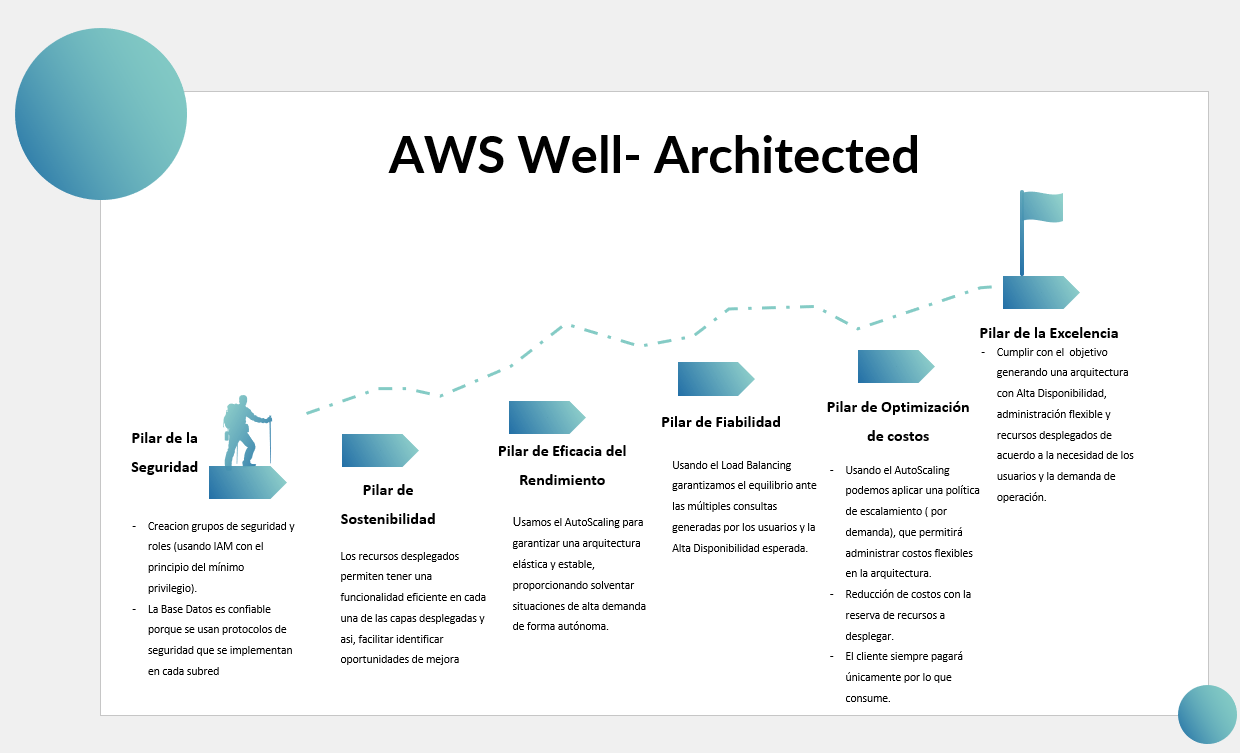 AWS Well- Architected
Pilar de la
Seguridad
- Creacion grupos de seguridad y
roles (usando IAM con el
principio del mínimo
privilegio).
- La Base Datos es confiable
porque se usan protocolos de
seguridad que se implementan
en cada subred
Pilar de
Sostenibilidad
Los recursos desplegados
permiten tener una
funcionalidad eficiente en cada
una de las capas desplegadas y
asi, facilitar identificar
oportunidades de mejora
Pilar de Eficacia del
Rendimiento
Usamos el AutoScaling para
garantizar una arquitectura
elástica y estable,
proporcionando solventar
situaciones de alta demanda
de forma autónoma.
Pilar de Fiabilidad
Usando el Load Balancing
garantizamos el equilibrio ante
las múltiples consultas
generadas por los usuarios y la
Alta Disponibilidad esperada.
Pilar de Optimización
de costos
- Usando el AutoScaling
podemos aplicar una política
de escalamiento ( por
demanda), que permitirá
administrar costos flexibles
en la arquitectura.
- Reducción de costos con la
reserva de recursos a
desplegar.
- El cliente siempre pagará
únicamente por lo que
consume.
Pilar de la Excelencia
- Cumplir con el  objetivo
generando una arquitectura
con Alta Disponibilidad,
administración flexible y
recursos desplegados de
acuerdo a la necesidad de los
usuarios y la demanda de
operación.